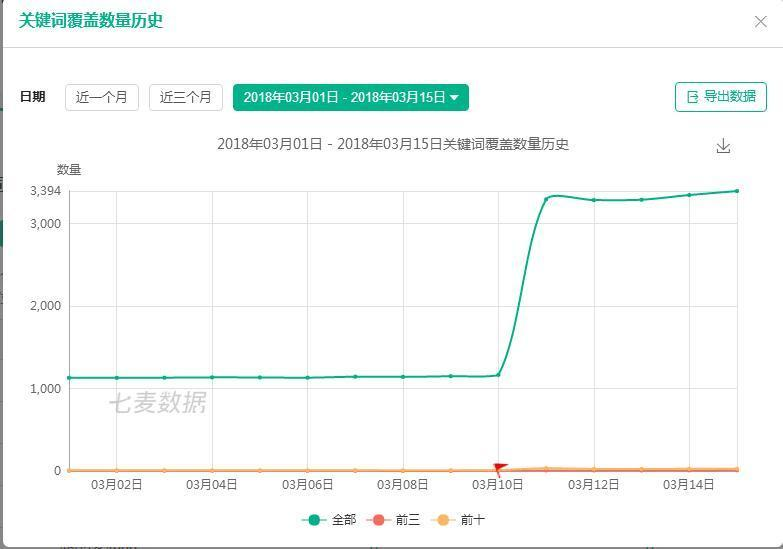 关键词覆盖数量历史
日期 近一个月 近三个月 2018年03月01日 - 2018年03月15日 导出数据
2018年03月01日 - 2018年03月15日关键词覆盖数量历史
数量
3,394
3,000
2,000
1,000
七麦数据
0
03月02日 03月04日 03月06日 03月08日 03月10日 03月12日 03月14日
全部 前三 前十